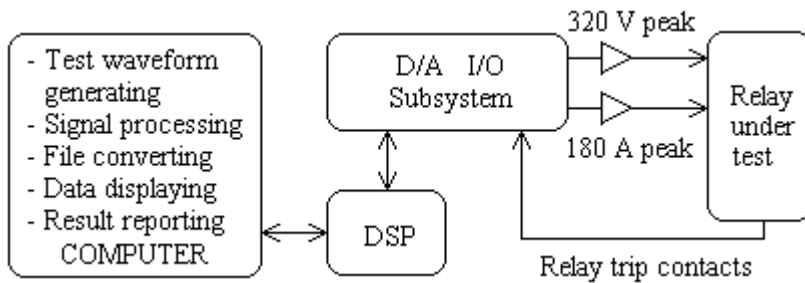 - Test waveform
generating
- Signal processing
- File converting
- Data displaying
- Result reporting
COMPUTER
DSP
D/A I/O
Subsystem
320 V peak
180 A peak
Relay
under
test
Relay trip contacts